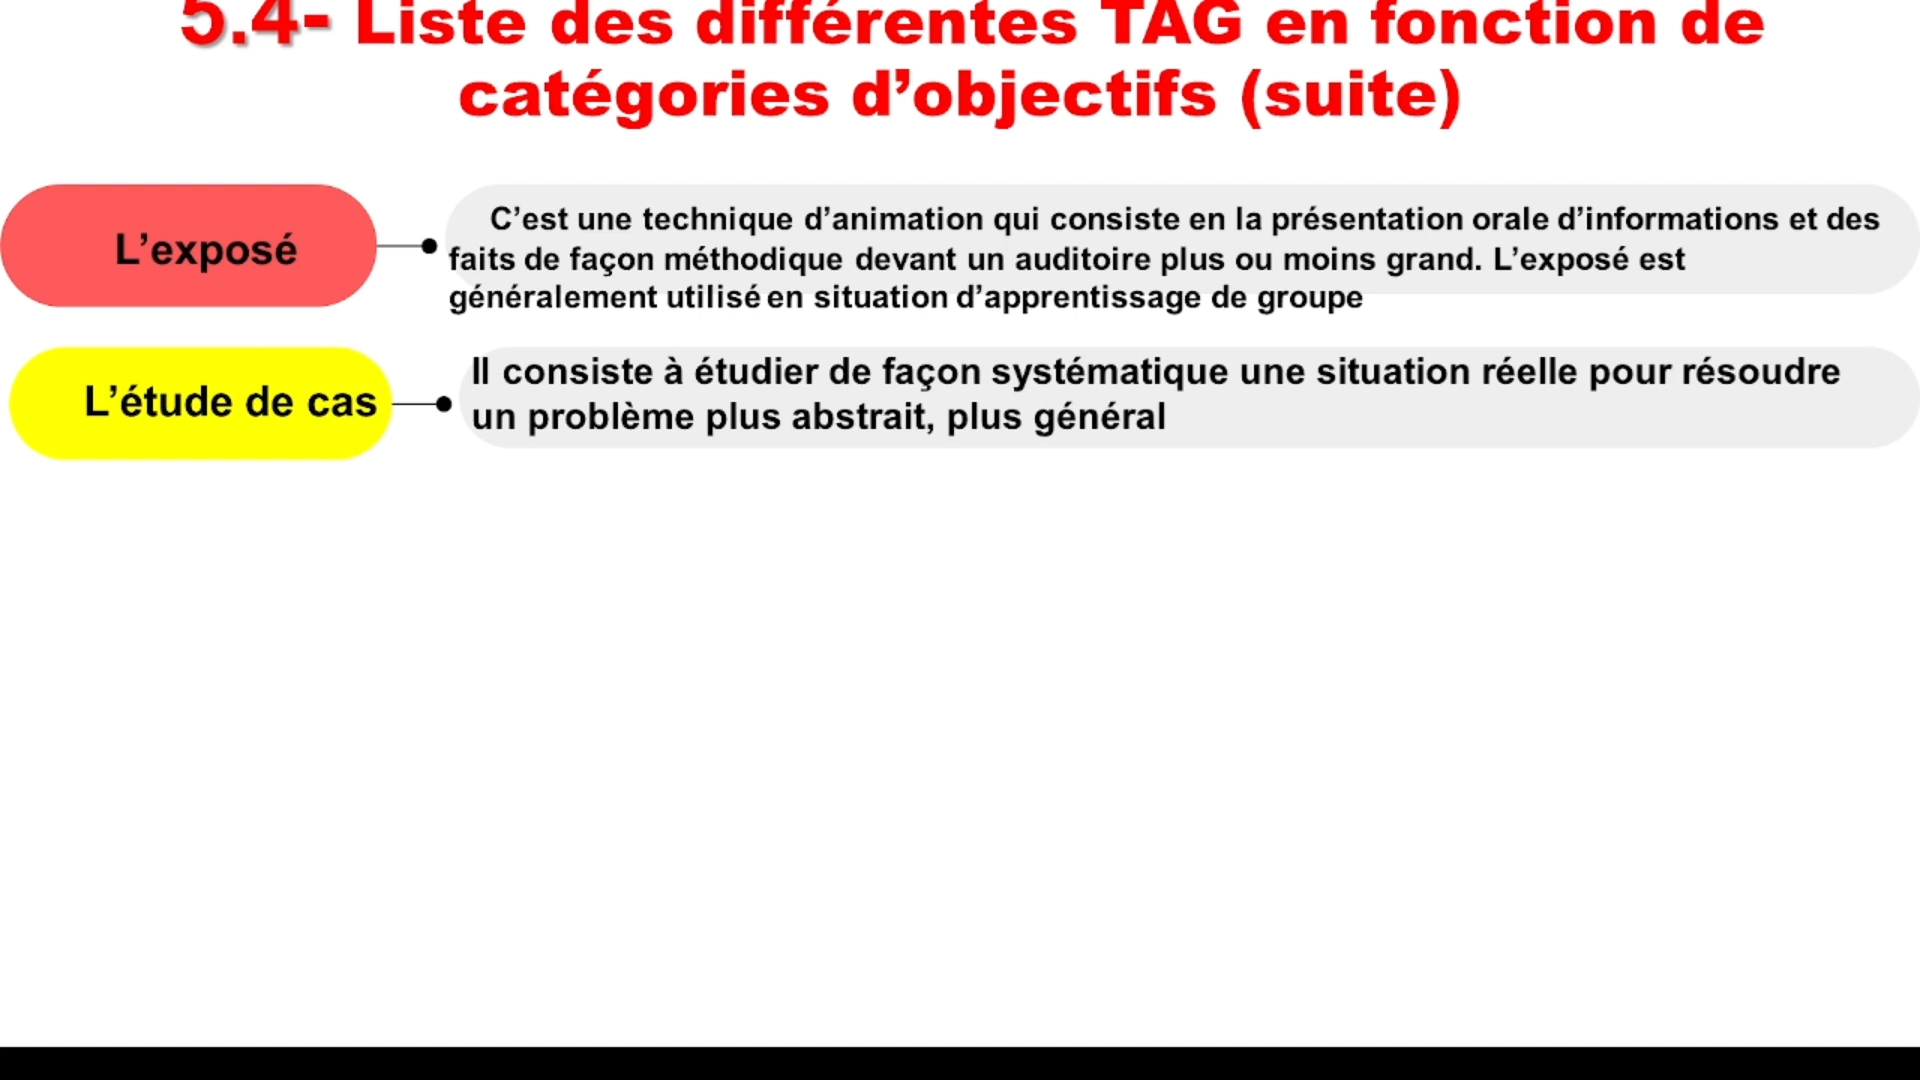 5.4- Liste des différentes TAG en fonction de
catégories d’objectifs (suite)
L’exposé
C’est une technique d’animation qui consiste en la présentation orale d’informations et des
faits de façon méthodique devant un auditoire plus ou moins grand. L’exposé est
généralement utilisé en situation d’apprentissage de groupe
L’étude de cas
Il consiste à étudier de façon systématique une situation réelle pour résoudre
un problème plus abstrait, plus général